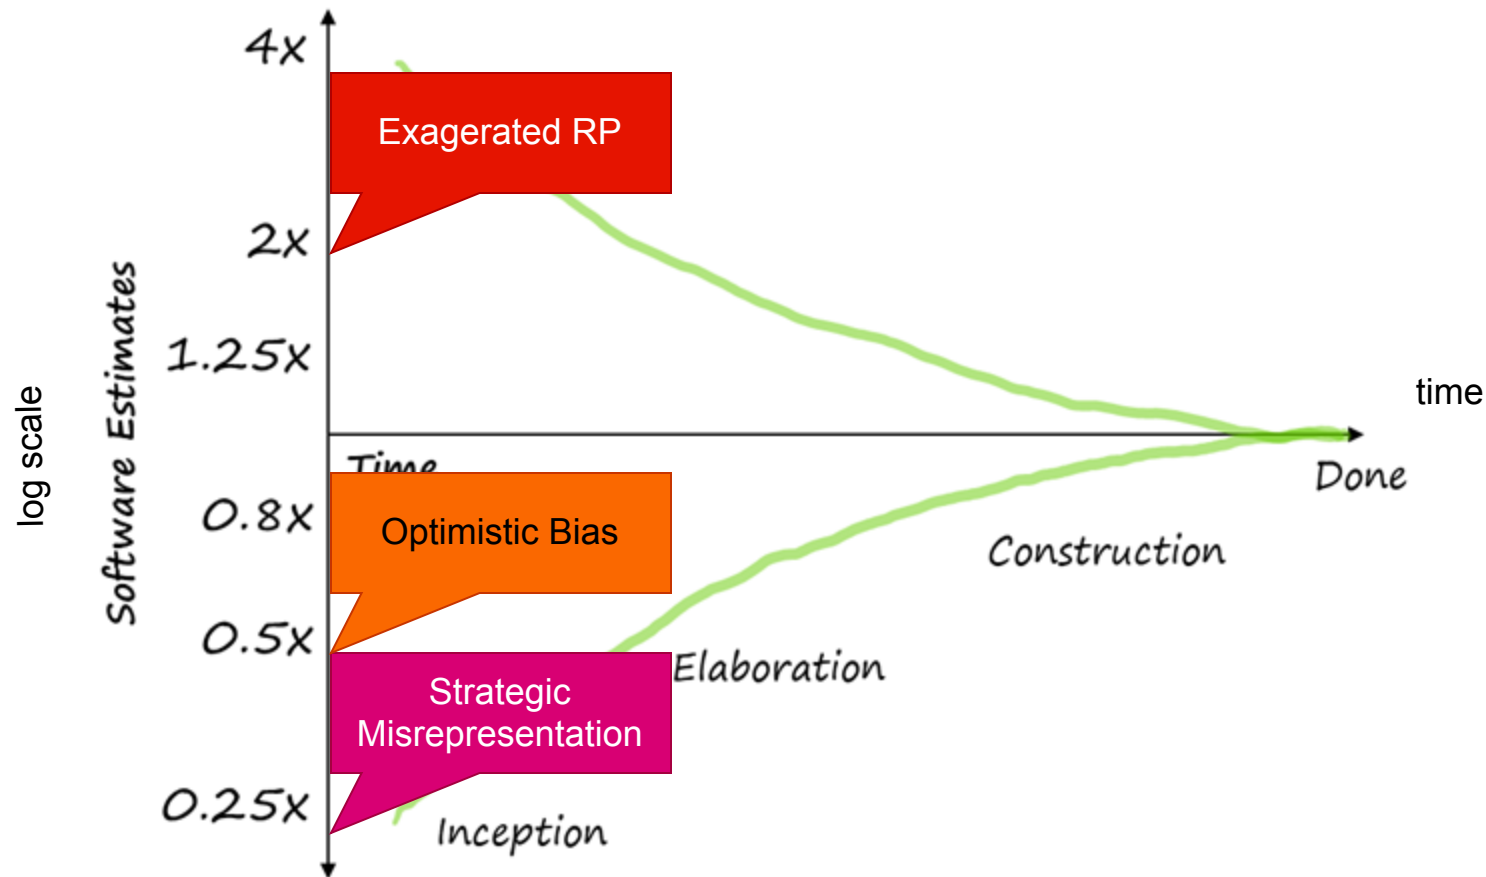 4x
Exagerated RP
2x
Software Estimates
1.25x
log scale
time
Time
Done
0.8x
Optimistic Bias
Construction
0.5x
Elaboration
Strategic
Misrepresentation
0.25x
Inception